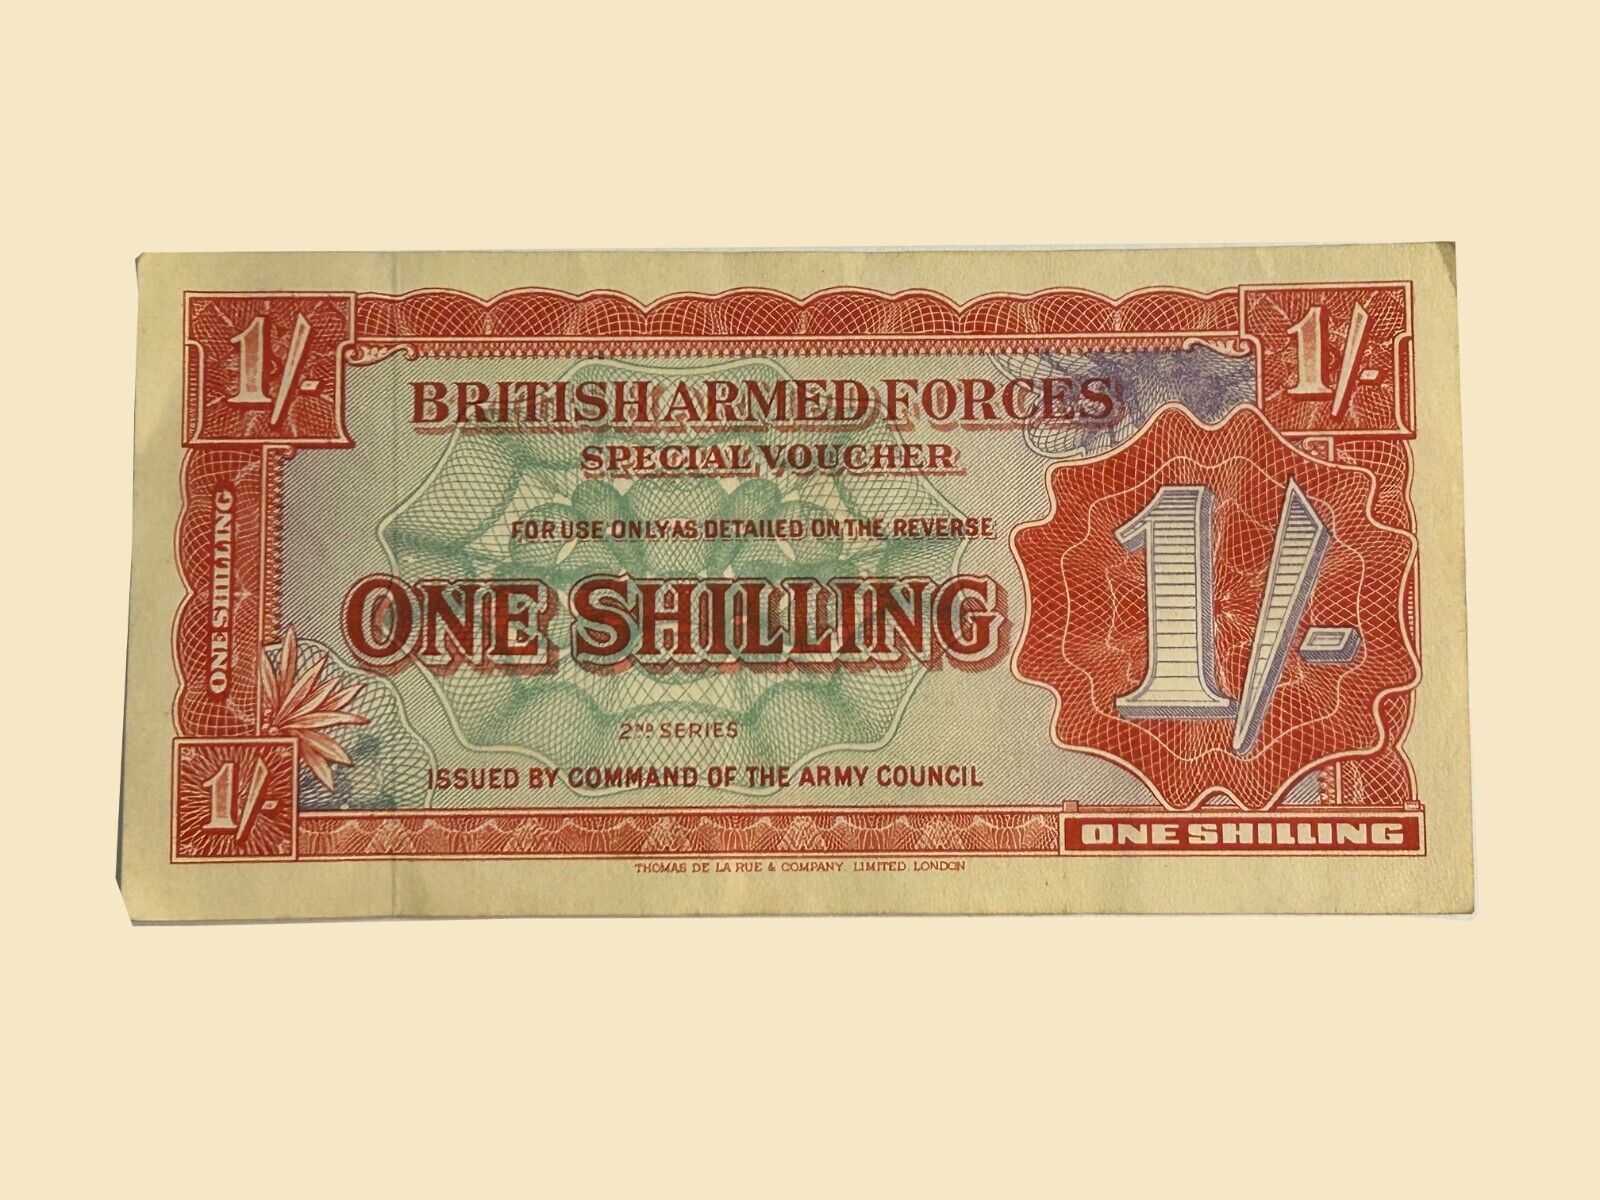 1/-
1/-
BRITISH ARMED FORCES
SPECIAL VOUCHER
FOR USE ONLY AS DETAILED ON THE REVERSE
ONE SHILLING
ONE SHILLING
1/-
2ND SERIES
ISSUED BY COMMAND OF THE ARMY COUNCIL
1/-
ONE SHILLING
THOMAS DE LA RUE & COMPANY LIMITED, LONDON